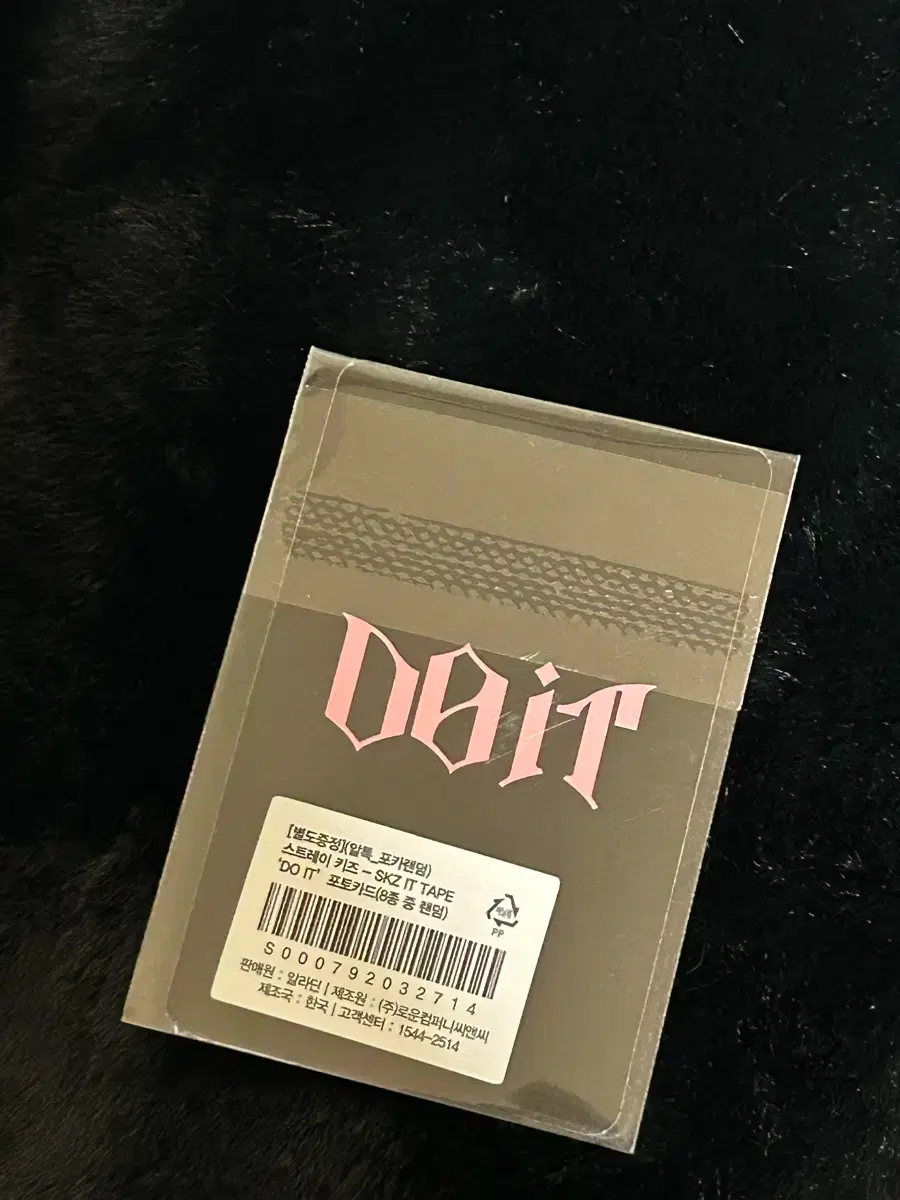 DO iT
[별도증정](알특_포카랜덤)
스트레이 키즈 - SKZ IT TAPE
'DO IT' 포토카드(8종 중 랜덤)
PP
S000792032714
판매원 : 알라딘 | 제조원 : (주)로운컴퍼니씨앤씨
제조국 : 한국 | 고객센터 : 1544-2514